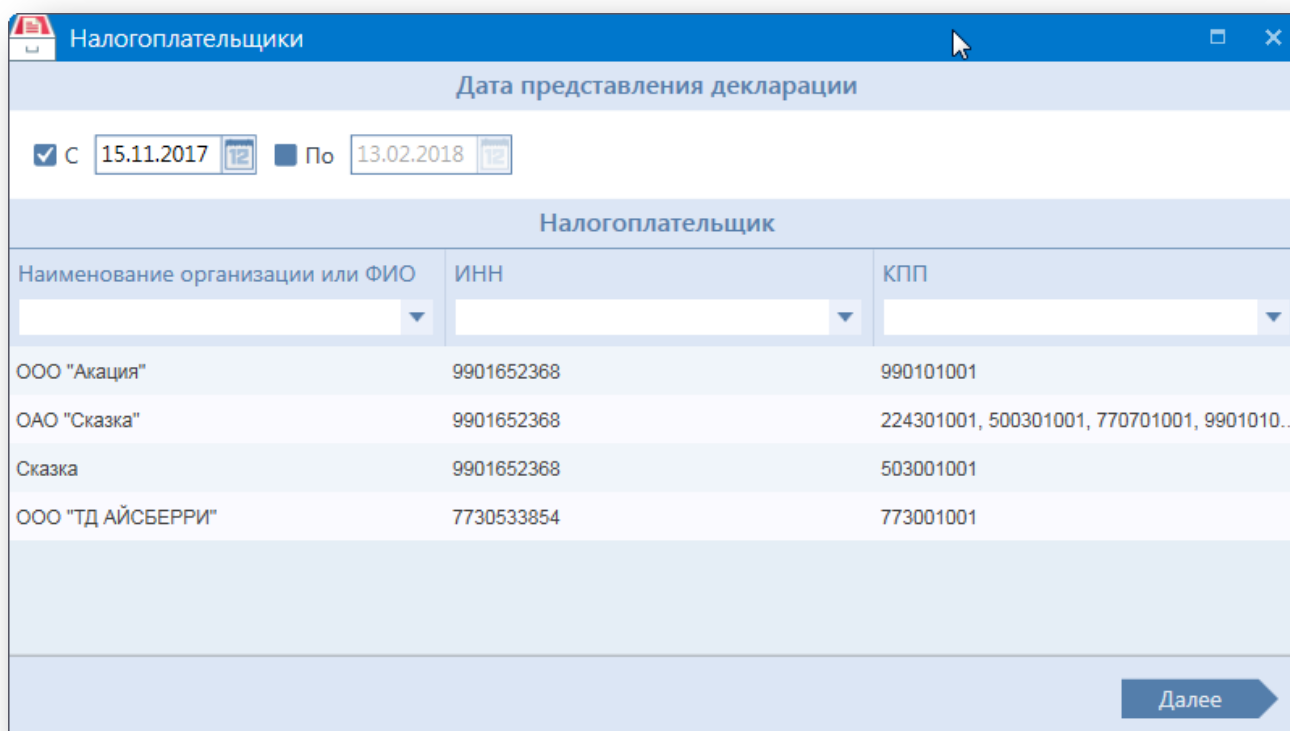 Налогоплательщики
Дата представления декларации
С 15.11.2017 12 По 13.02.2018 12
Налогоплательщик
Наименование организации или ФИО ИНН КПП
ООО "Акация" 9901652368 990101001
ОАО "Сказка" 9901652368 224301001, 500301001, 770701001, 9901010...
Сказка 9901652368 503001001
ООО "ТД АЙСБЕРРИ" 7730533854 773001001
Далее